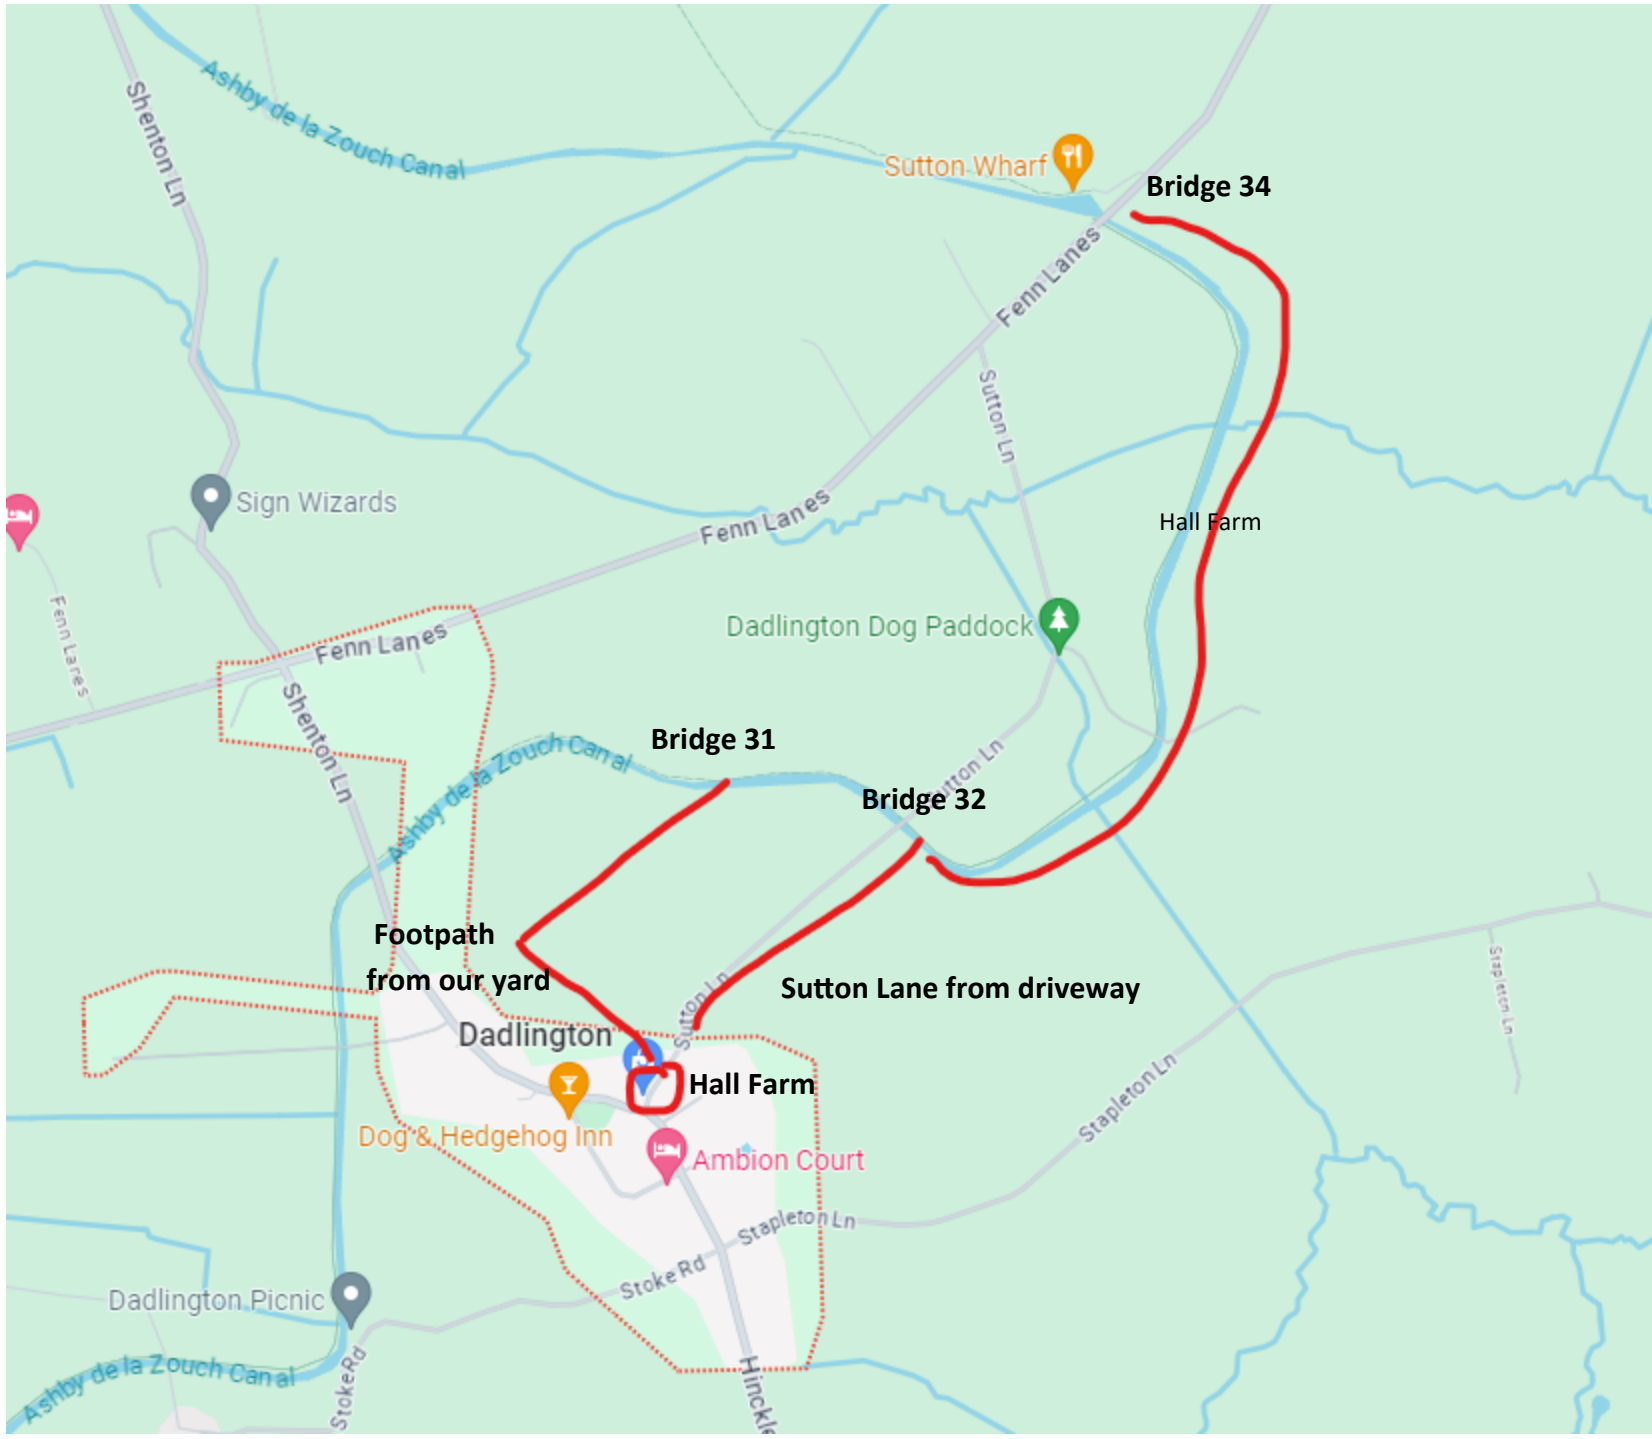 Shenton Ln
Ashby de la Zouch Canal
Sutton Wharf
Bridge 34
Fenn Lanes
Sutton Ln
Sign Wizards
Fenn Lanes
Hall Farm
Fenn Lanes
Dadlington Dog Paddock
Fenn Lanes
Shenton Ln
Bridge 31
Ashby de la Zouch Canal
Sutton Ln
Bridge 32
Footpath
from our yard
Sutton Lane from driveway
Sutton Ln
Stapleton Ln
Dadlington
Hall Farm
Stapleton Ln
Dog & Hedgehog Inn
Ambion Court
Stapleton Ln
Stoke Rd
Dadlington Picnic
Ashby de la Zouch Canal
Stoke Rd
Hinckle